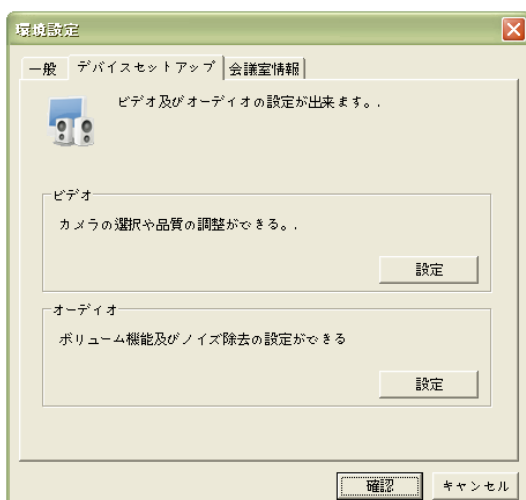 環境設定
一般 デバイスセットアップ 会議室情報
ビデオ及びオーディオの設定が出来ます。.
ビデオ
カメラの選択や品質の調整ができる。.
設定
オーディオ
ボリューム機能及びノイズ除去の設定ができる
設定
確認 キャンセル